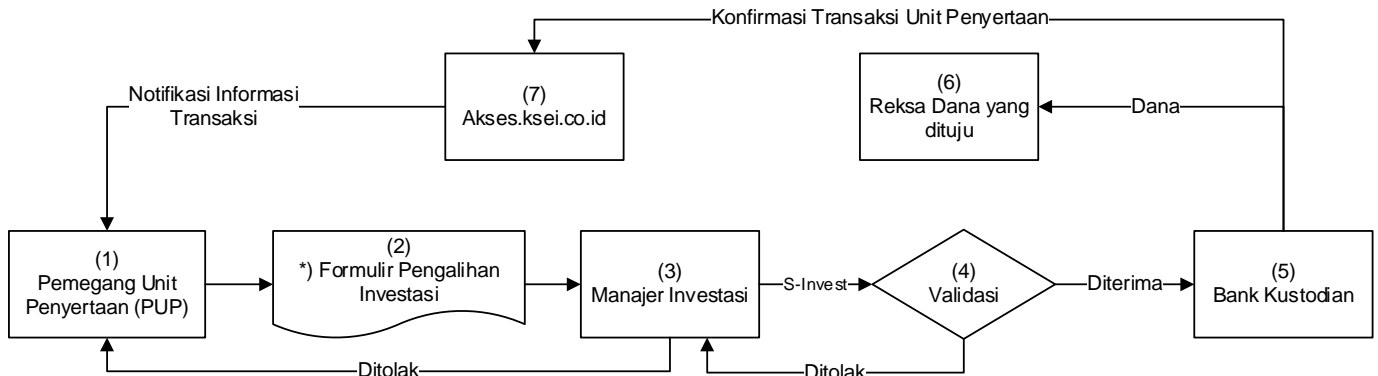 Konfirmasi Transaksi Unit Penyertaan
(7)
Akses.ksei.co.id
(6)
Reksa Dana yang
dituju
Notifikasi Informasi
Transaksi
Dana
(1)
Pemegang Unit
Penyertaan (PUP)
(2)
*) Formulir Pengalihan
Investasi
(3)
Manajer Investasi
S-Invest
(4)
Validasi
Diterima
(5)
Bank Kustodian
Ditolak
Ditolak